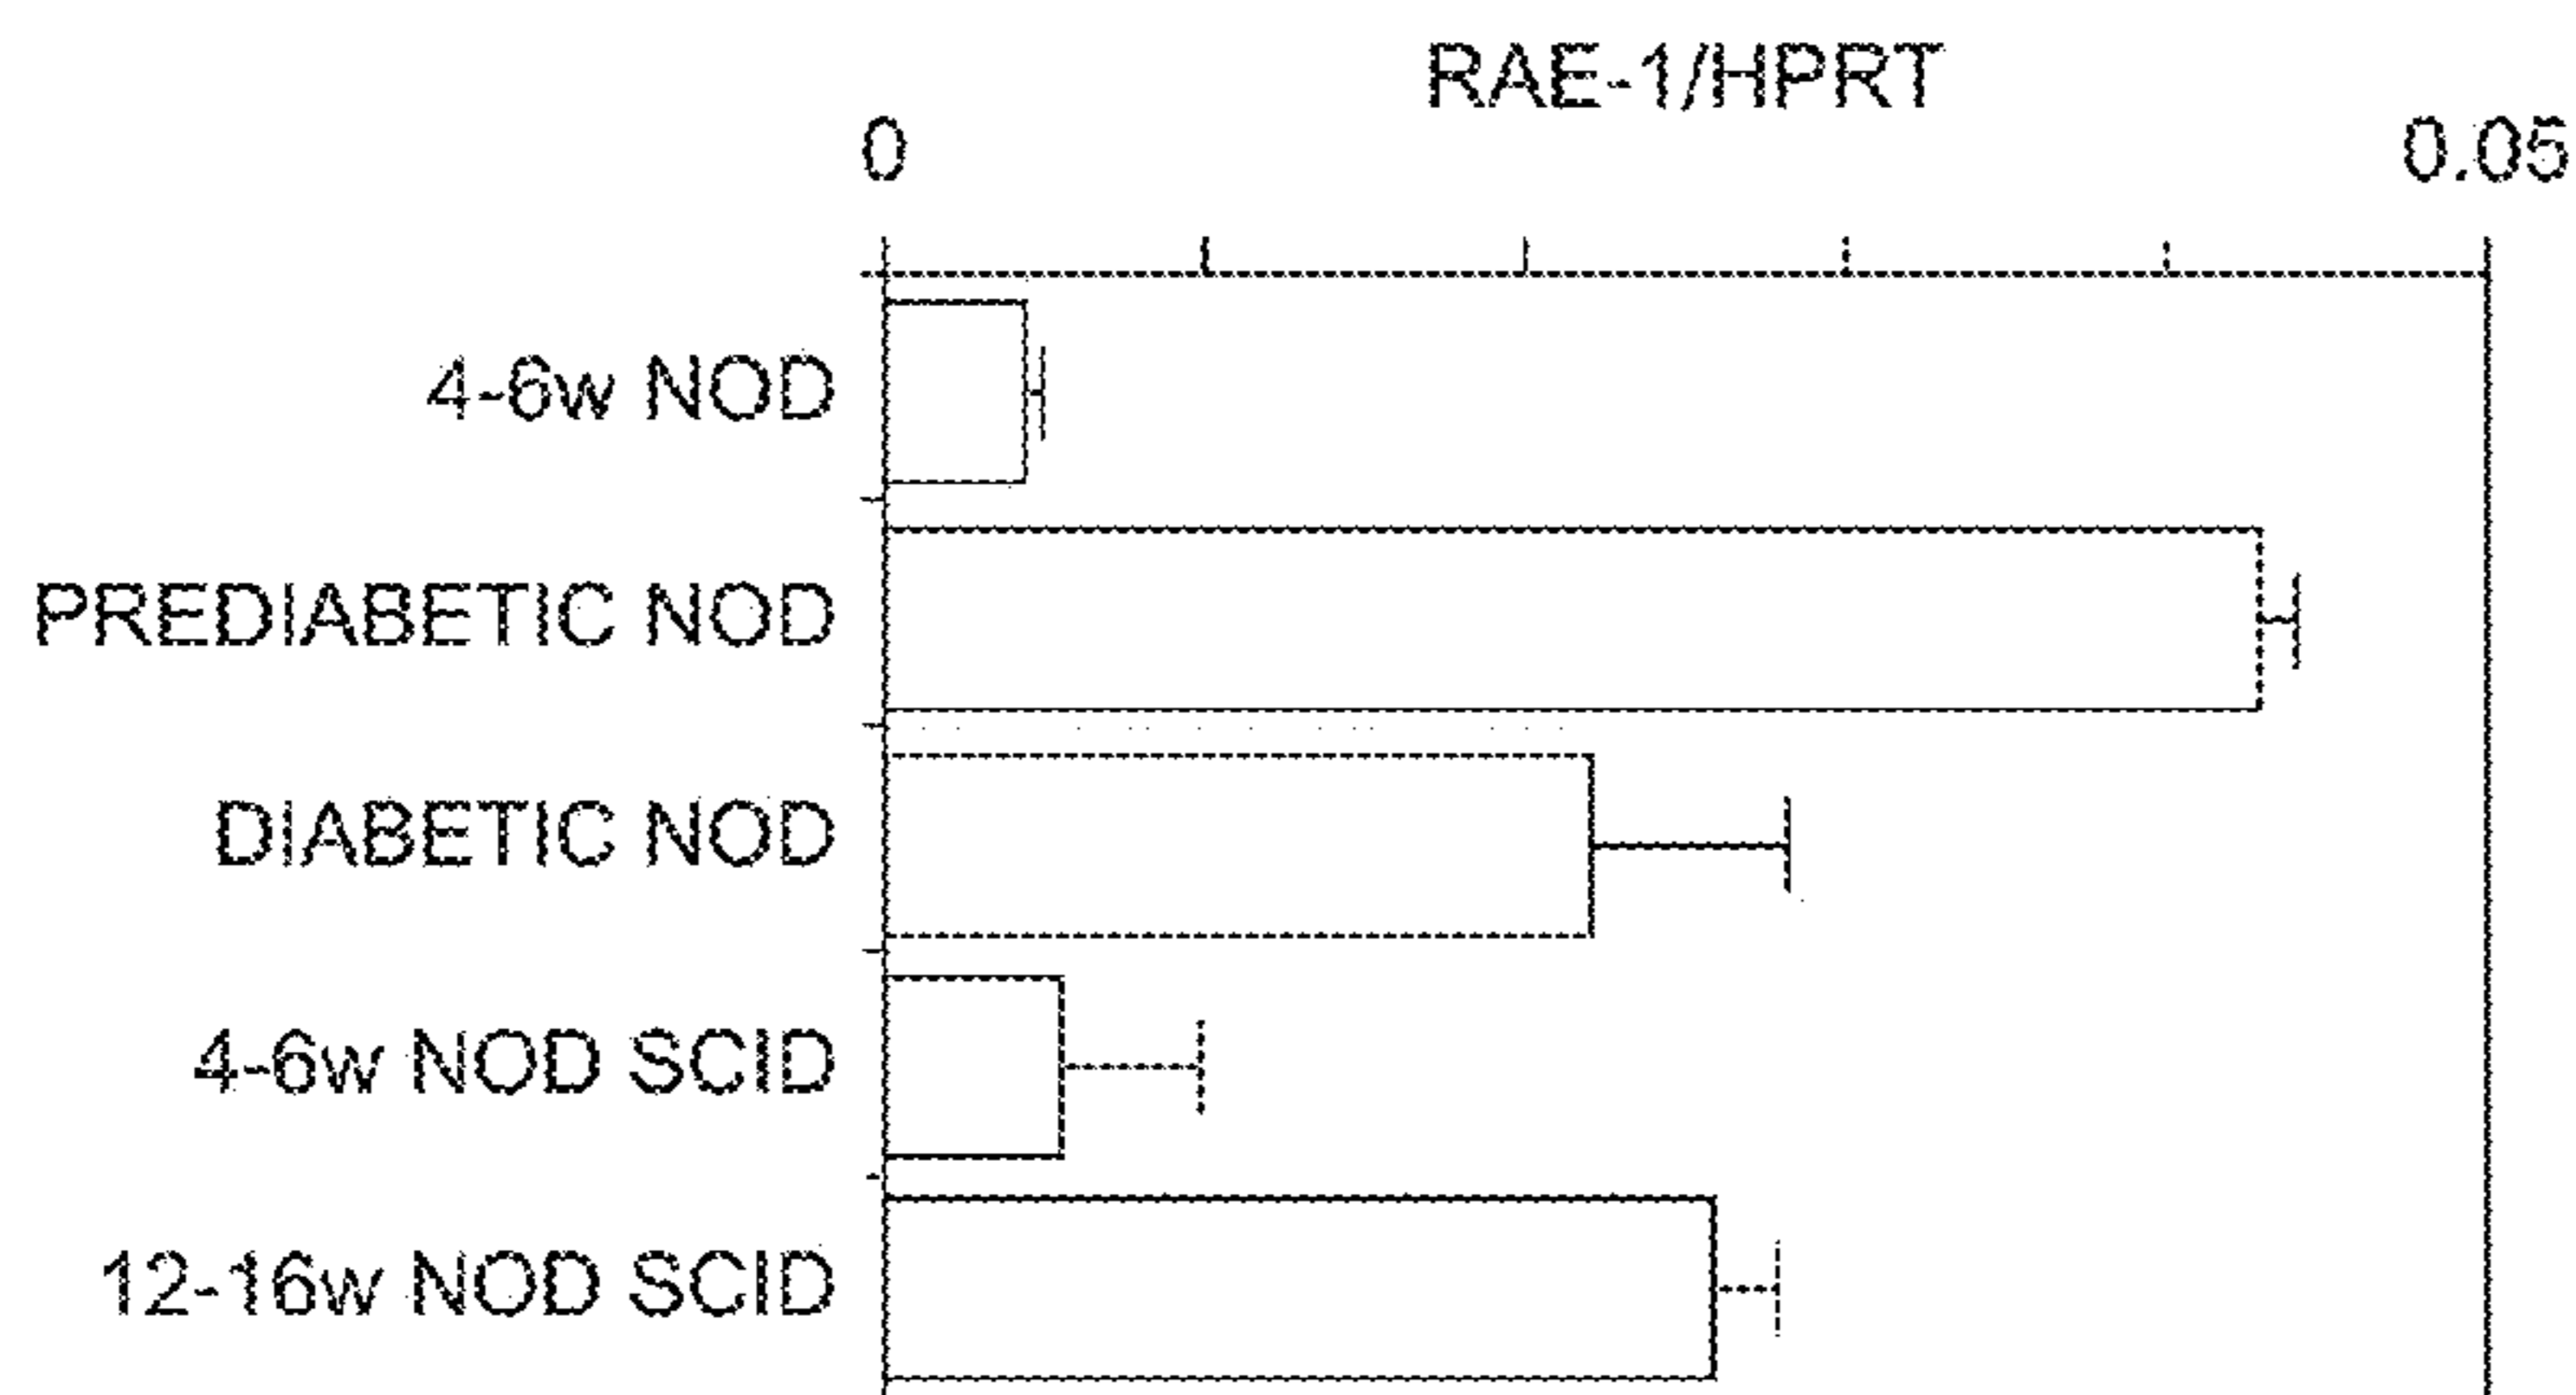 RAE-1/HPRT
0 0.05
4-6w NOD
PREDIABETIC NOD
DIABETIC NOD
4-6w NOD SCID
12-16w NOD SCID